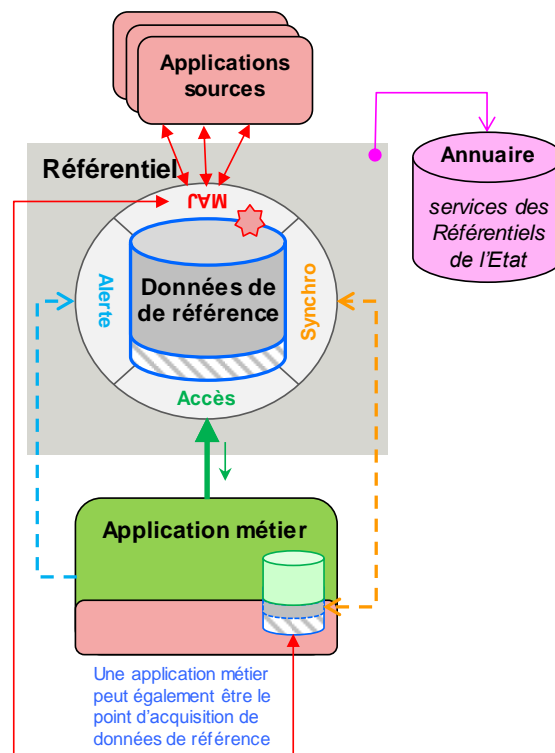 Applications
sources
Référentiel
Annuaire
services des
Référentiels
de l'Etat
MAJ
Alerte
Données de
de référence
Synchro
Accès
Application métier
Une application métier
peut également être le
point d'acquisition de
données de référence